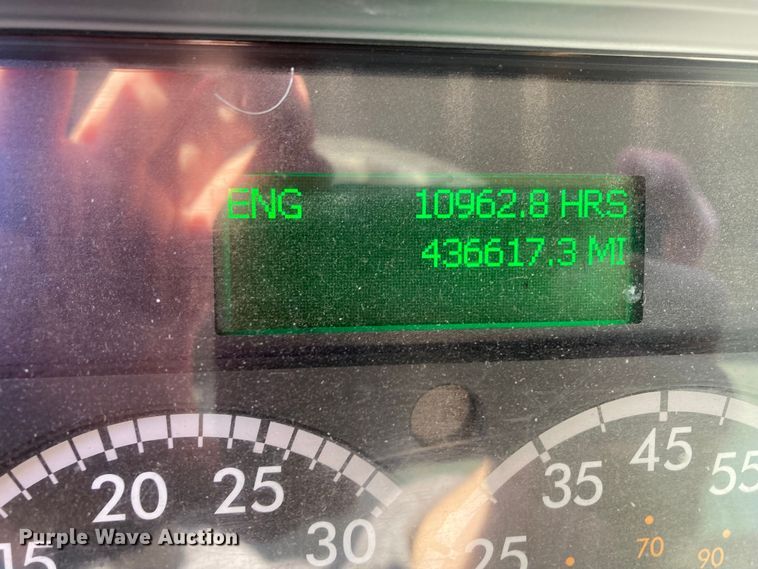 ENG 10962.8 HRS
436617.3 MI
15 20 25 30
25 35 45 55
70 90
Purple Wave Auction